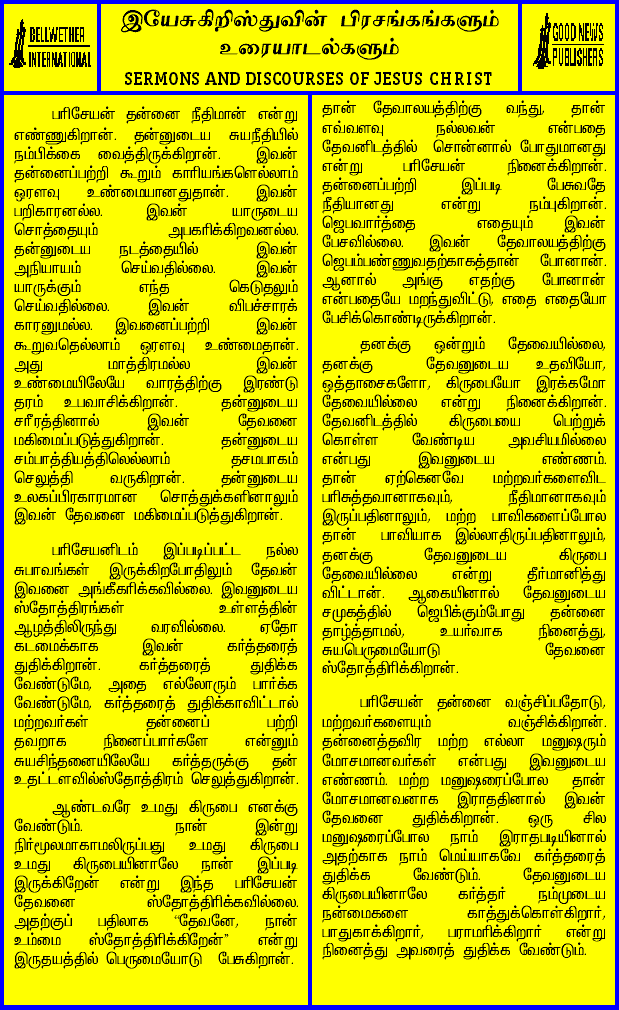 BELLWETHER
INTERNATIONAL
இயேசுகிறிஸ்துவின் பிரசங்கங்களும்
உரையாடல்களும்
SERMONS AND DISCOURSES OF JESUS CHRIST
GOOD NEWS
PUBLISHERS
பரிசேயன் தன்னை நீதிமான் என்று
எண்ணுகிறான். தன்னுடைய சுயநீதியில்
நம்பிக்கை வைத்திருக்கிறான். இவன்
தன்னைப்பற்றி கூறும் காரியங்களெல்லாம்
ஓரளவு உண்மையானதுதான். இவன்
பறிகாரனல்ல. இவன் யாருடைய
சொத்தையும் அபகரிக்கிறவனல்ல.
தன்னுடைய நடத்தையில் இவன்
அநியாயம் செய்வதில்லை. இவன்
யாருக்கும் எந்த கெடுதலும்
செய்வதில்லை. இவன் விபச்சாரக்
காரனுமல்ல. இவனைப்பற்றி இவன்
கூறுவதெல்லாம் ஓரளவு உண்மைதான்.
அது மாத்திரமல்ல இவன்
உண்மையிலேயே வாரத்திற்கு இரண்டு
தரம் உபவாசிக்கிறான். தன்னுடைய
சரீரத்தினால் இவன் தேவனை
மகிமைப்படுத்துகிறான். தன்னுடைய
சம்பாத்தியத்திலெல்லாம் தசமபாகம்
செலுத்தி வருகிறான். தன்னுடைய
உலகப்பிரகாரமான சொத்துக்களினாலும்
இவன் தேவனை மகிமைப்படுத்துகிறான்.
பரிசேயனிடம் இப்படிப்பட்ட நல்ல
சுபாவங்கள் இருக்கிறபோதிலும் தேவன்
இவனை அங்கீகரிக்கவில்லை. இவனுடைய
ஸ்தோத்திரங்கள் உள்ளத்தின்
ஆழத்திலிருந்து வரவில்லை. ஏதோ
கடமைக்காக இவன் கர்த்தரைத்
துதிக்கிறான். கர்த்தரைத் துதிக்க
வேண்டுமே, அதை எல்லோரும் பார்க்க
வேண்டுமே, கர்த்தரைத் துதிக்காவிட்டால்
மற்றவர்கள் தன்னைப் பற்றி
தவறாக நினைப்பார்களே என்னும்
சுயசிந்தனையிலேயே கர்த்தருக்கு தன்
உதட்டளவில்ஸ்தோத்திரம் செலுத்துகிறான்.
ஆண்டவரே உமது கிருபை எனக்கு
வேண்டும். நான் இன்று
நிர்மூலமாகாமலிருப்பது உமது கிருபை
உமது கிருபையினாலே நான் இப்படி
இருக்கிறேன் என்று இந்த பரிசேயன்
தேவனை ஸ்தோத்திரிக்கவில்லை.
அதற்குப் பதிலாக “தேவனே, நான்
உம்மை ஸ்தோத்திரிக்கிறேன்” என்று
இருதயத்தில் பெருமையோடு பேசுகிறான்.
தான் தேவாலயத்திற்கு வந்து, தான்
எவ்வளவு நல்லவன் என்பதை
தேவனிடத்தில் சொன்னால் போதுமானது
என்று பரிசேயன் நினைக்கிறான்.
தன்னைப்பற்றி இப்படி பேசுவதே
நீதியானது என்று நம்புகிறான்.
ஜெபவார்த்தை எதையும் இவன்
பேசவில்லை. இவன் தேவாலயத்திற்கு
ஜெபம்பண்ணுவதற்காகத்தான் போனான்.
ஆனால் அங்கு எதற்கு போனான்
என்பதையே மறந்துவிட்டு, எதை எதையோ
பேசிக்கொண்டிருக்கிறான்.
தனக்கு ஒன்றும் தேவையில்லை,
தனக்கு தேவனுடைய உதவியோ,
ஒத்தாசைகளோ, கிருபையோ இரக்கமோ
தேவையில்லை என்று நினைக்கிறான்.
தேவனிடத்தில் கிருபையை பெற்றுக்
கொள்ள வேண்டிய அவசியமில்லை
என்பது இவனுடைய எண்ணம்.
தான் ஏற்கெனவே மற்றவர்களைவிட
பரிசுத்தவானாகவும், நீதிமானாகவும்
இருப்பதினாலும், மற்ற பாவிகளைப்போல
தான் பாவியாக இல்லாதிருப்பதினாலும்,
தனக்கு தேவனுடைய கிருபை
தேவையில்லை என்று தீர்மானித்து
விட்டான். ஆகையினால் தேவனுடைய
சமுகத்தில் ஜெபிக்கும்போது தன்னை
தாழ்த்தாமல், உயர்வாக நினைத்து,
சுயபெருமையோடு தேவனை
ஸ்தோத்திரிக்கிறான்.
பரிசேயன் தன்னை வஞ்சிப்பதோடு,
மற்றவர்களையும் வஞ்சிக்கிறான்.
தன்னைத்தவிர மற்ற எல்லா மனுஷரும்
மோசமானவர்கள் என்பது இவனுடைய
எண்ணம். மற்ற மனுஷரைப்போல தான்
மோசமானவனாக இராததினால் இவன்
தேவனை துதிக்கிறான். ஒரு சில
மனுஷரைப்போல நாம் இராதபடியினால்
அதற்காக நாம் மெய்யாகவே கர்த்தரைத்
துதிக்க வேண்டும். தேவனுடைய
கிருபையினாலே கர்த்தர் நம்முடைய
நன்மைகளை காத்துக்கொள்கிறார்,
பாதுகாக்கிறார், பராமரிக்கிறார் என்று
நினைத்து அவரைத் துதிக்க வேண்டும்.